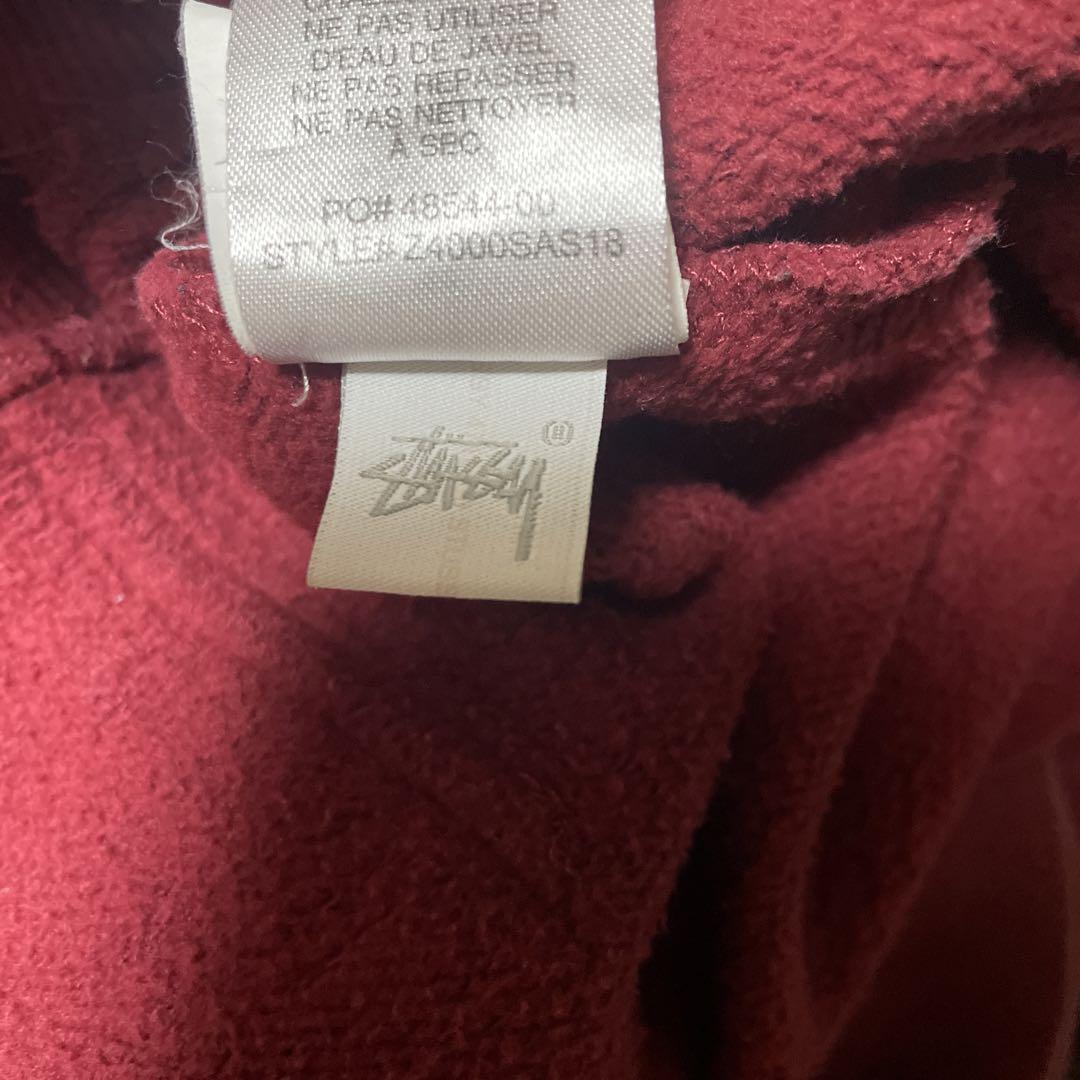 NE PAS UTILISER
D'EAU DE JAVEL
NE PAS REPASSER
NE PAS NETTOYER
À SEC
PO# 48544-00
STYLE# Z4000SAS18
STÜSSY ®